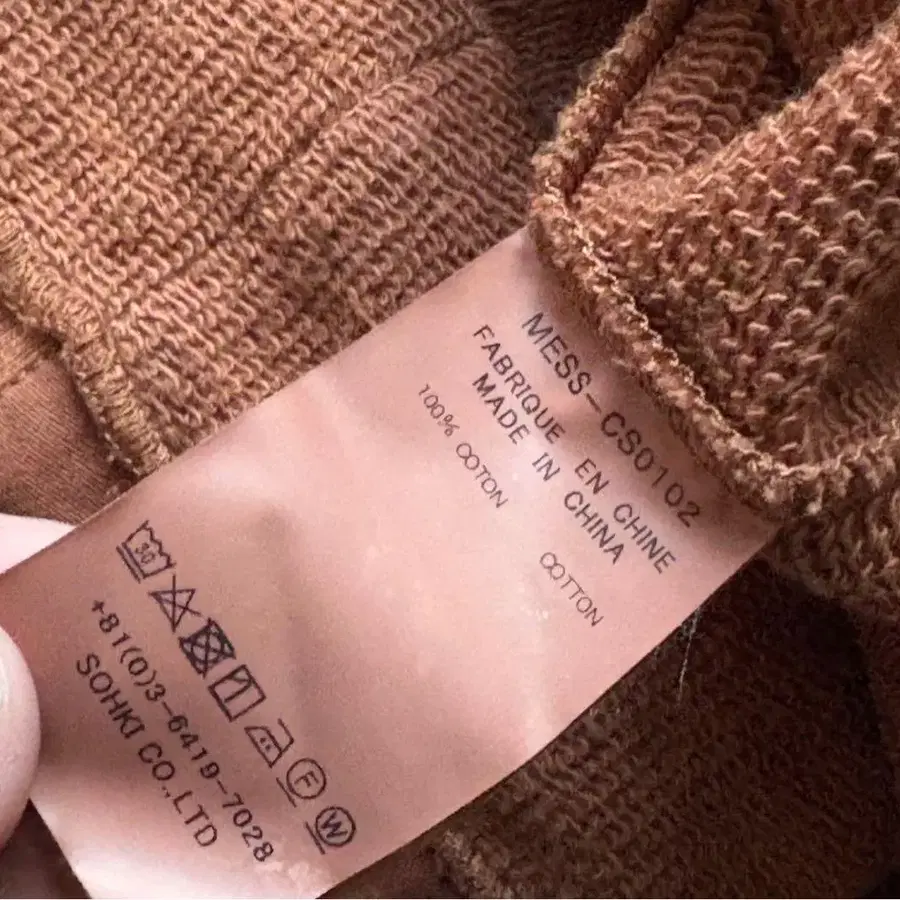 MESS-CS0102
FABRIQUE EN CHINE
MADE IN CHINA
100% COTON COTTON
30
F W
+81(0)3-6419-7028
SOHKI CO.,LTD